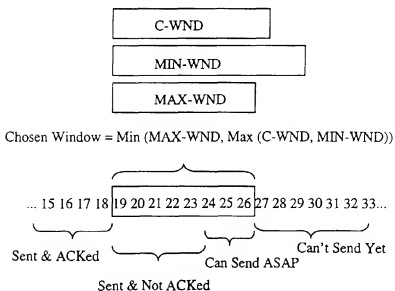 C-WND
MIN-WND
MAX-WND
Chosen Window = Min (MAX-WND, Max (C-WND, MIN-WND))
... 15 16 17 18 19 20 21 22 23 24 25 26 27 28 29 30 31 32 33...
Sent & ACKed
Can't Send Yet
Can Send ASAP
Sent & Not ACKed